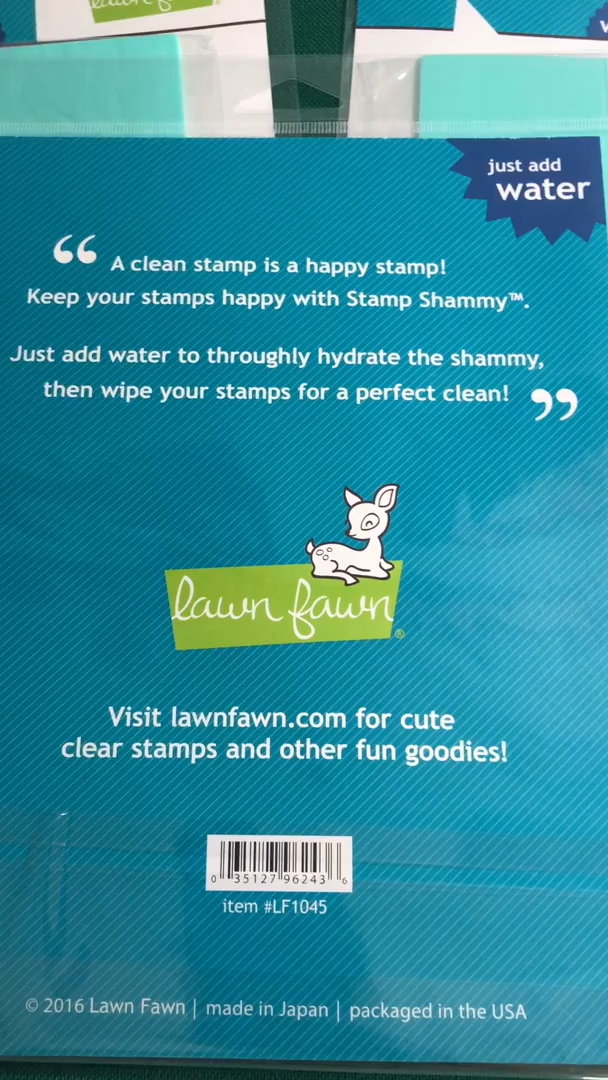 lawn fawn
just add
water
“ A clean stamp is a happy stamp!
Keep your stamps happy with Stamp Shammy™.
Just add water to throughly hydrate the shammy,
then wipe your stamps for a perfect clean! ”
lawn fawn®
Visit lawnfawn.com for cute
clear stamps and other fun goodies!
0 35127 96243 6
item #LF1045
© 2016 Lawn Fawn | made in Japan | packaged in the USA